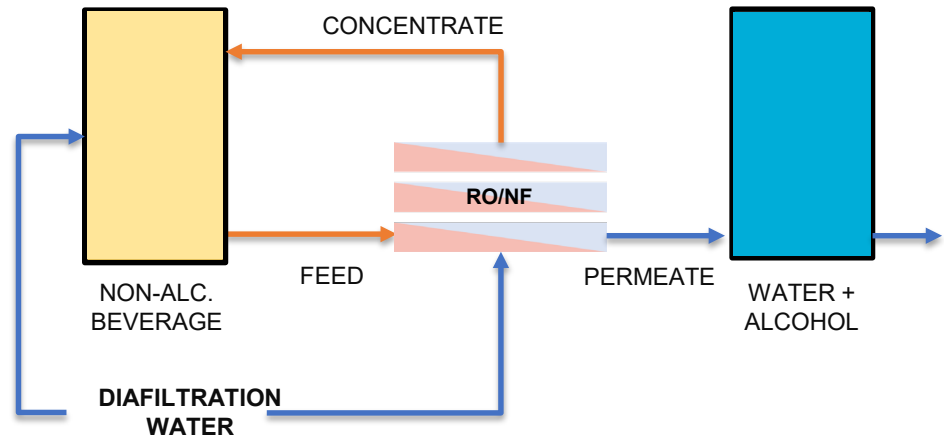 CONCENTRATE
RO/NF
FEED
PERMEATE
NON-ALC.
BEVERAGE
WATER +
ALCOHOL
DIAFILTRATION
WATER